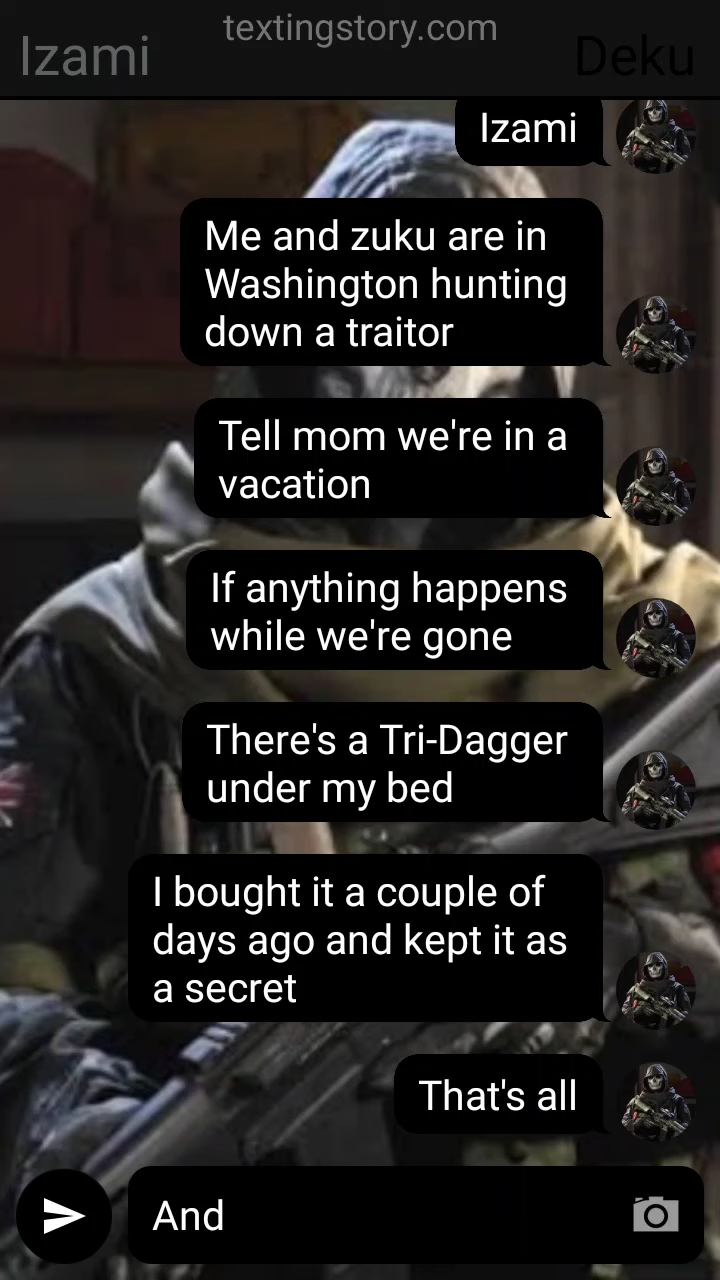 textingstory.com
Izami
Deku
Izami
Me and zuku are in
Washington hunting
down a traitor
Tell mom we're in a
vacation
If anything happens
while we're gone
There's a Tri-Dagger
under my bed
I bought it a couple of
days ago and kept it as
a secret
That's all
And